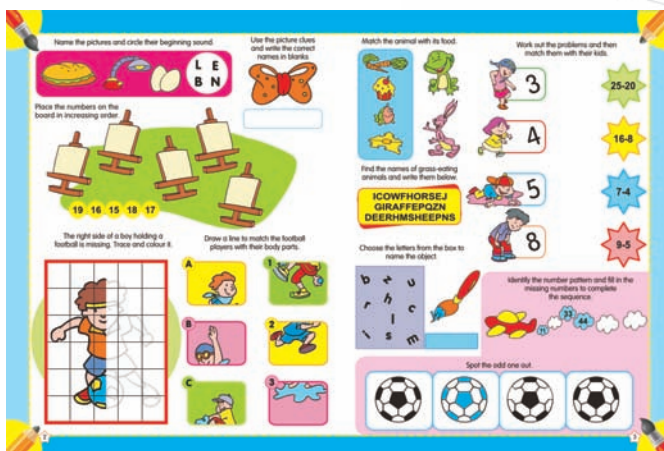 Name the pictures and circle their beginning sound.
L E
B N
Use the picture clues
and write the correct
names in blanks
Place the numbers on the
board in increasing order.
19 16 15 18 17
The right side of a boy holding a
football is missing. Trace and colour it.
Draw a line to match the football
players with their body parts.
A
1
B
2
C
3
2
Match the animal with its food.
Work out the problems and then
match them with their kids.
3
25-20
4
16-8
5
7-4
8
9-5
Find the names of grass-eating
animals and write them below.
ICOWFHORSEJ
GIRAFFEPQZN
DEERHMSHEEPNS
Choose the letters from the box to
name the object
b z u
r h c
l
i s m
Identify the number pattern and fill in the
missing numbers to complete
the sequence.
11
33
44
Spot the odd one out.
3